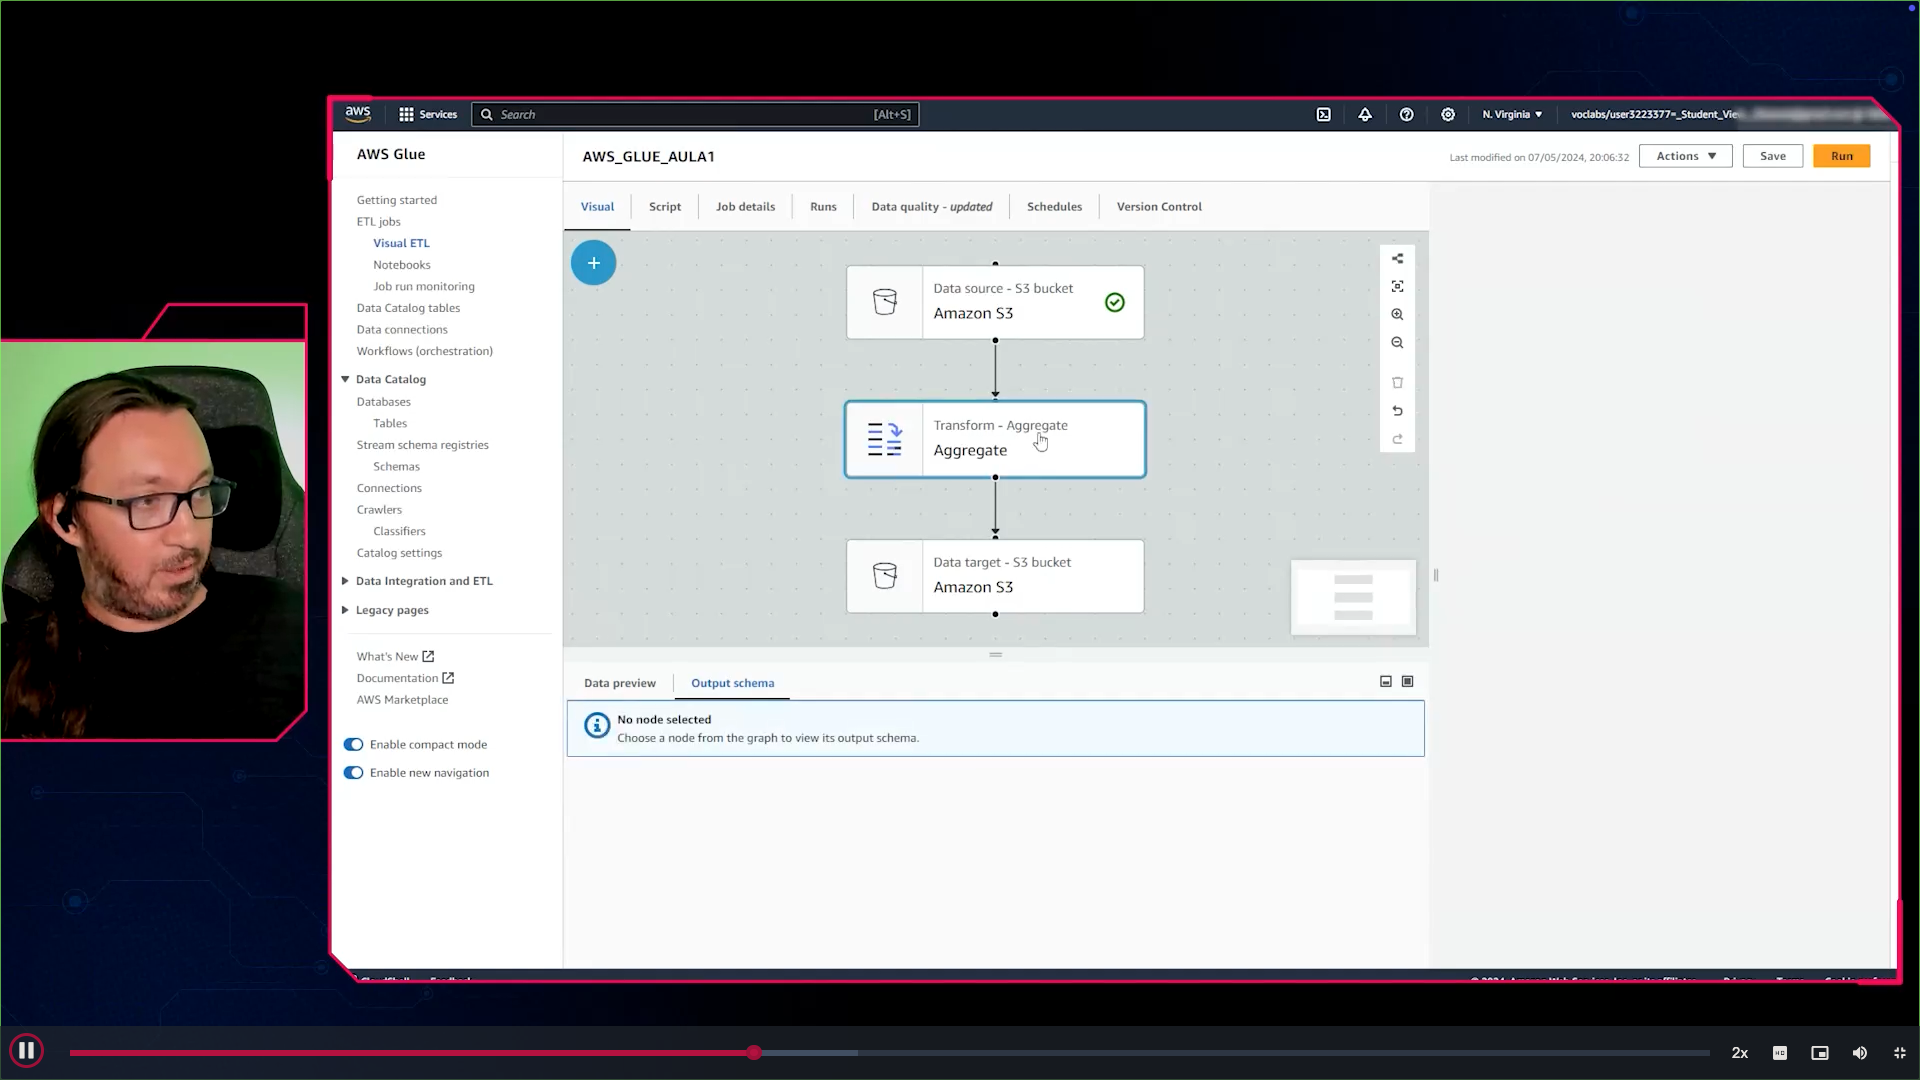 aws
Services
Search
[Alt+S]
N. Virginia
voclabs/user3223377=_Student_Vie
AWS Glue
Getting started
ETL jobs
Visual ETL
Notebooks
Job run monitoring
Data Catalog tables
Data connections
Workflows (orchestration)
Data Catalog
Databases
Tables
Stream schema registries
Schemas
Connections
Crawlers
Classifiers
Catalog settings
Data Integration and ETL
Legacy pages
What's New
Documentation
AWS Marketplace
Enable compact mode
Enable new navigation
AWS_GLUE_AULA1
Last modified on 07/05/2024, 20:06:32
Actions
Save
Run
Visual
Script
Job details
Runs
Data quality - updated
Schedules
Version Control
Data source - S3 bucket
Amazon S3
Transform - Aggregate
Aggregate
Data target - S3 bucket
Amazon S3
Data preview
Output schema
No node selected
Choose a node from the graph to view its output schema.
2x
HD